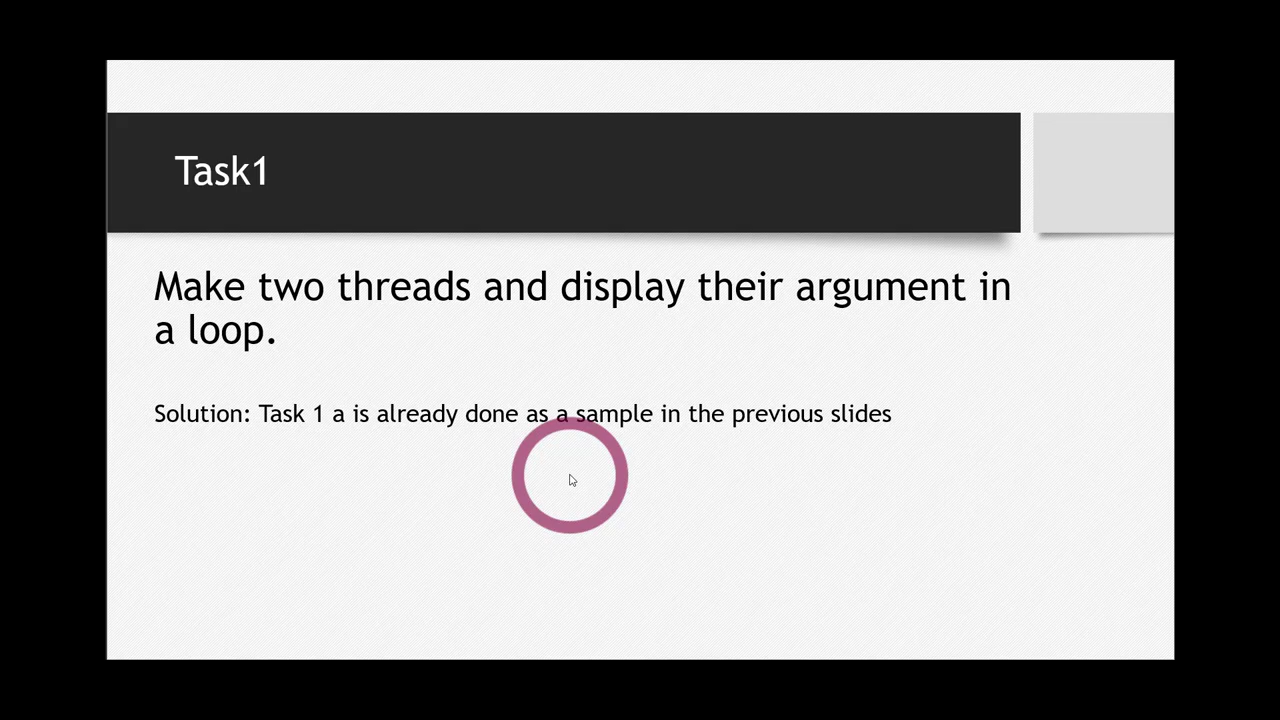 Task1
Make two threads and display their argument in
a loop.
Solution: Task 1 a is already done as a sample in the previous slides